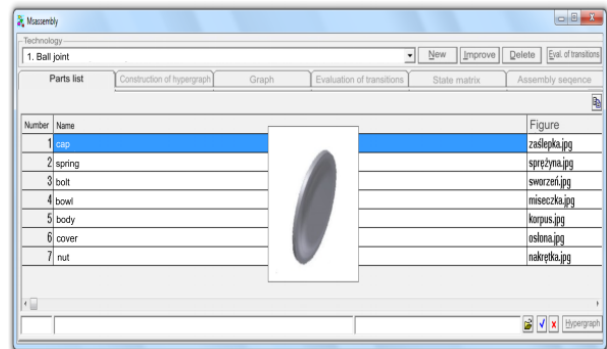 Msassembly
Technology
1. Ball joint New Improve Delete Eval. of transitions
Parts list Construction of hypergraph Graph Evaluation of transitions State matrix Assembly seqence
Number Name Figure
1 cap zaślepka.jpg
2 spring sprężyna.jpg
3 bolt sworzeń.jpg
4 bowl miseczka.jpg
5 body korpus.jpg
6 cover osłona.jpg
7 nut nakrętka.jpg
Hypergraph